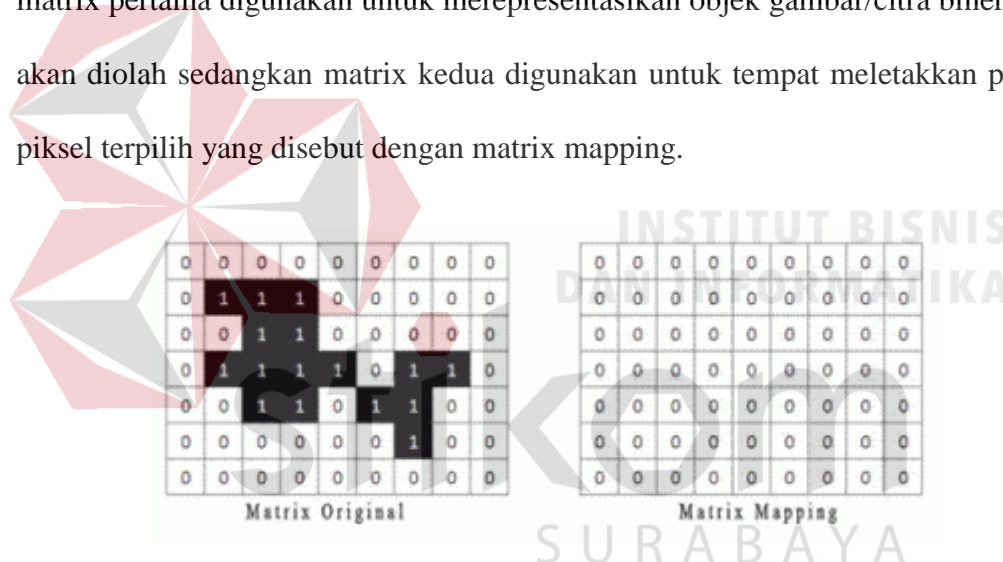 matrix pertama digunakan untuk merepresentasikan objek gambar/citra biner
akan diolah sedangkan matrix kedua digunakan untuk tempat meletakkan p
piksel terpilih yang disebut dengan matrix mapping.
INSTITUT BISNIS
DAN INFORMATIKA
stikom
SURABAYA
0 0 0 0 0 0 0 0 0
0 1 1 1 0 0 0 0 0
0 0 1 1 0 0 0 0 0
0 1 1 1 1 0 1 1 0
0 0 1 1 0 1 1 0 0
0 0 0 0 0 0 1 0 0
0 0 0 0 0 0 0 0 0
Matrix Original
0 0 0 0 0 0 0 0 0
0 0 0 0 0 0 0 0 0
0 0 0 0 0 0 0 0 0
0 0 0 0 0 0 0 0 0
0 0 0 0 0 0 0 0 0
0 0 0 0 0 0 0 0 0
0 0 0 0 0 0 0 0 0
Matrix Mapping